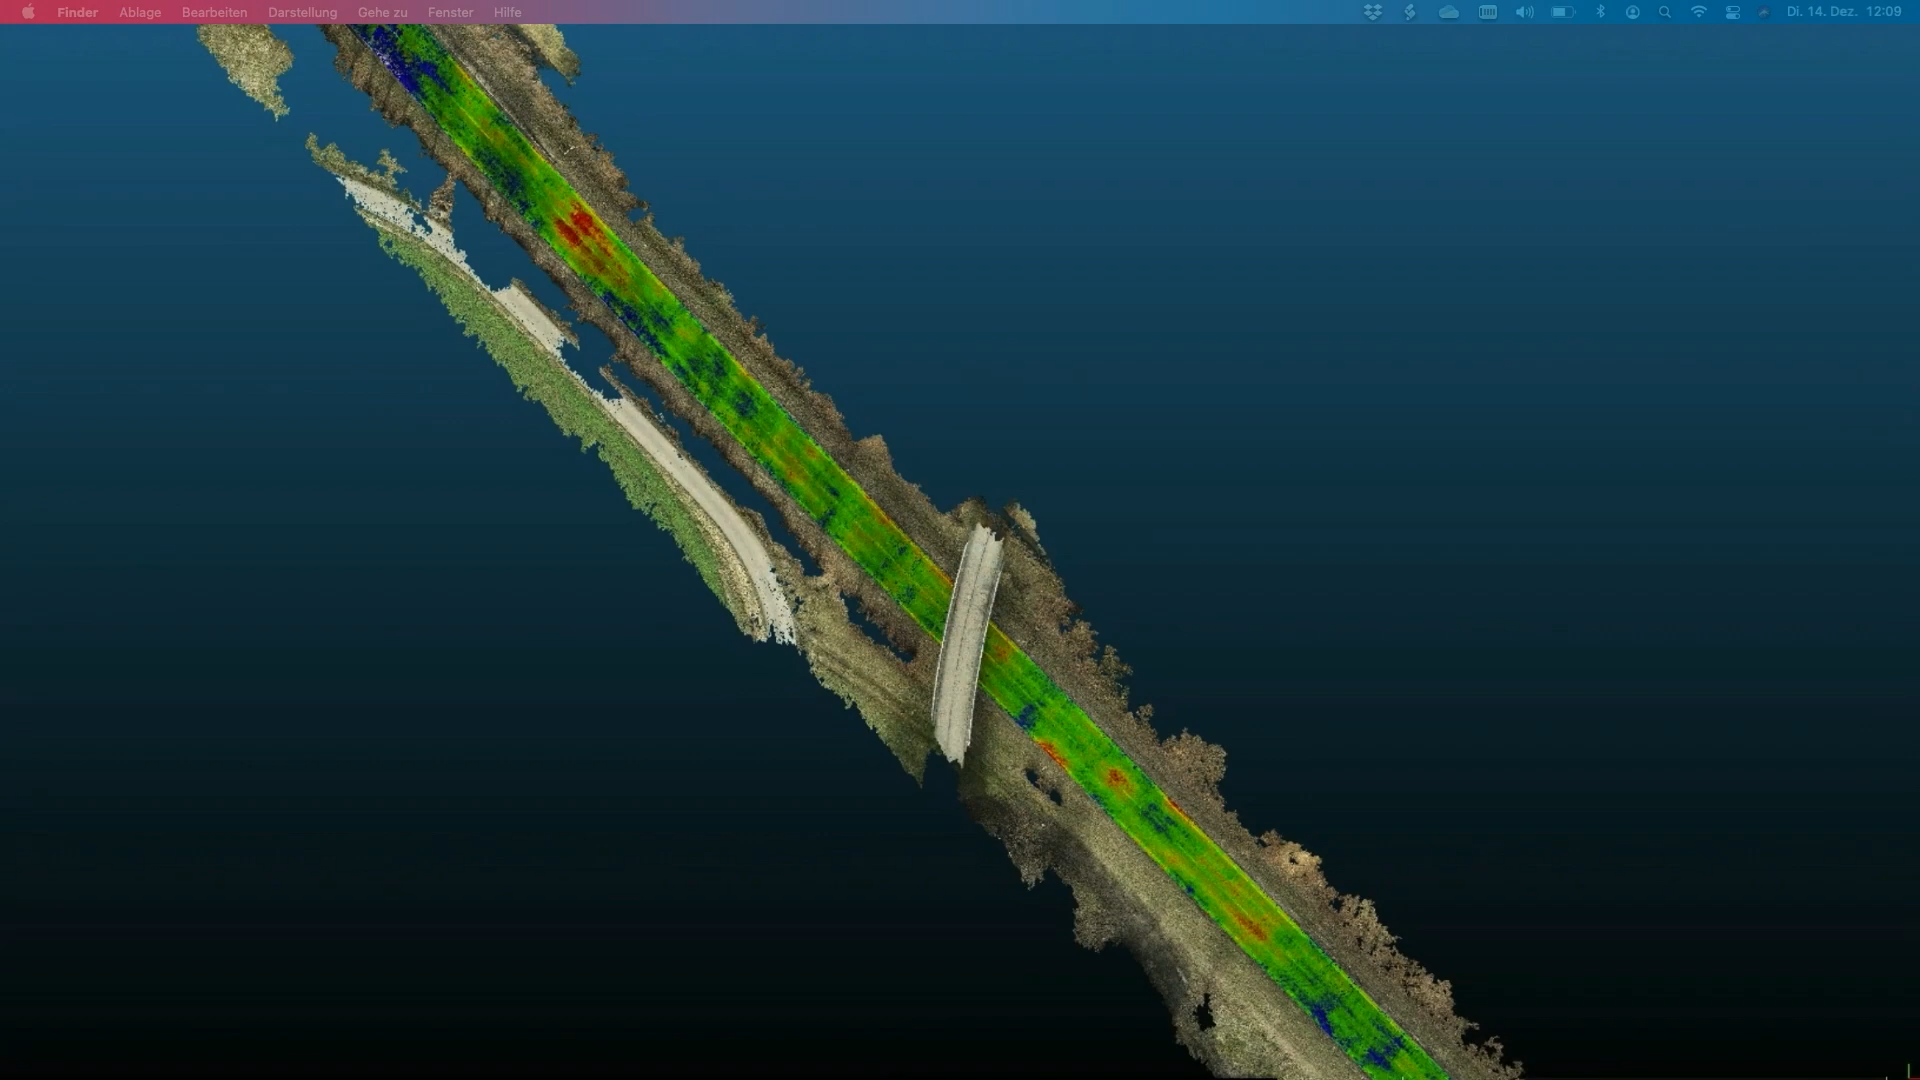 Finder Ablage Bearbeiten Darstellung Gehe zu Fenster Hilfe Di. 14. Dez. 12:09